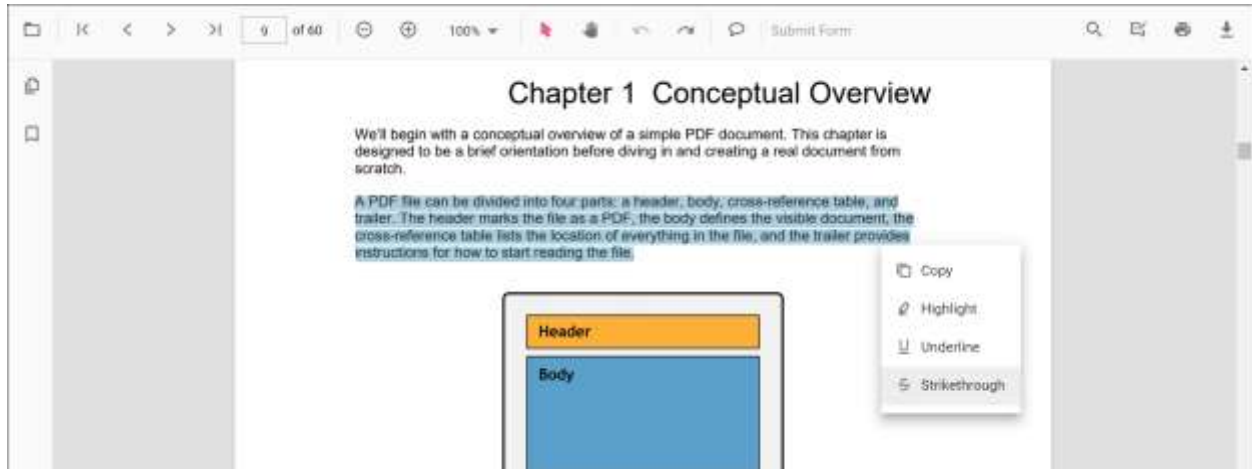 9 of 60 100% Submit Form
Chapter 1 Conceptual Overview
We'll begin with a conceptual overview of a simple PDF document. This chapter is
designed to be a brief orientation before diving in and creating a real document from
scratch.
A PDF file can be divided into four parts: a header, body, cross-reference table, and
trailer. The header marks the file as a PDF, the body defines the visible document, the
cross-reference table lists the location of everything in the file, and the trailer provides
instructions for how to start reading the file.
Copy
Highlight
Underline
Strikethrough
Header
Body